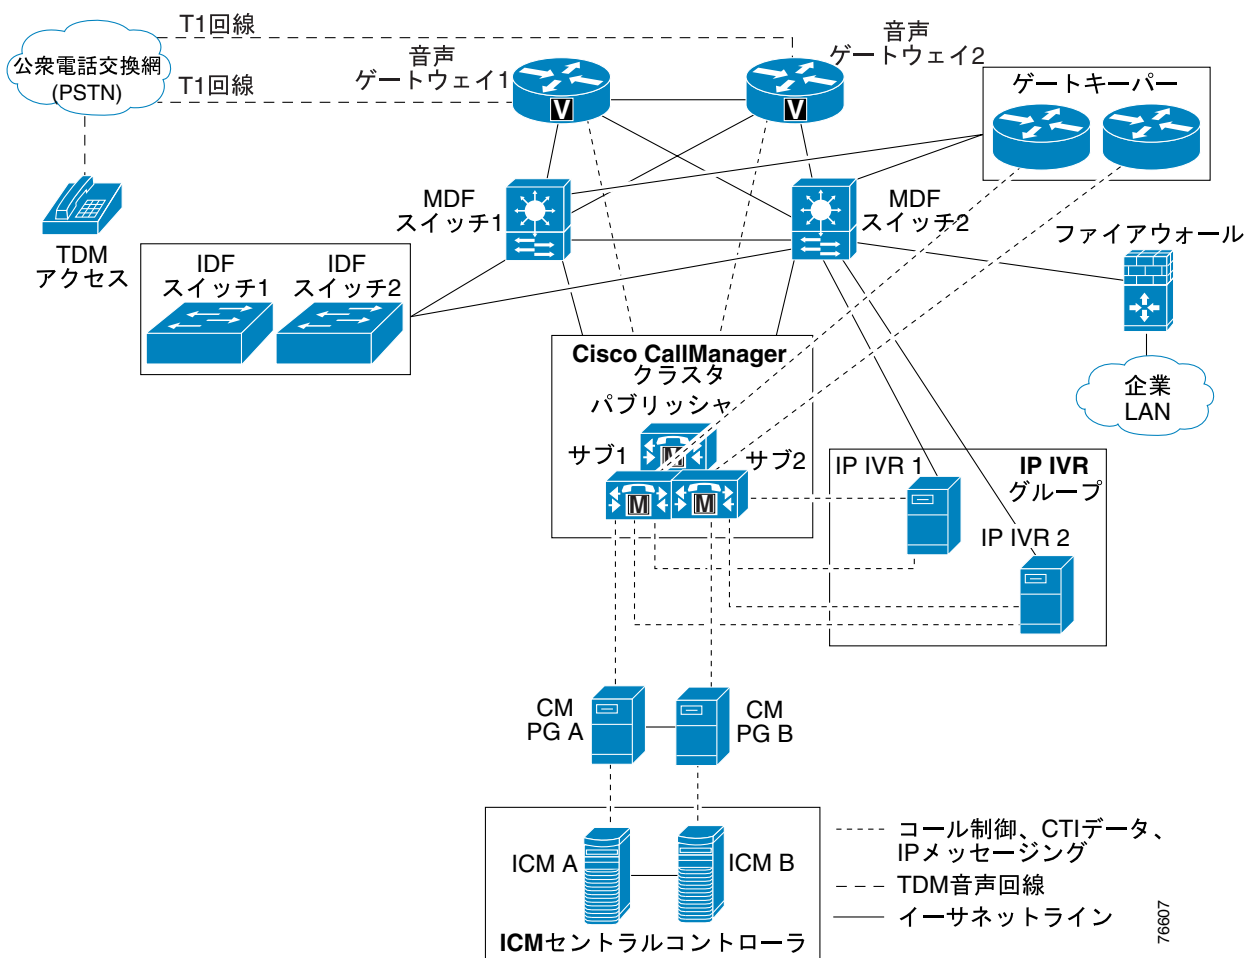 T1回線
公衆電話交換網
(PSTN)
T1回線
音声
ゲートウェイ1
音声
ゲートウェイ2
V
V
ゲートキーパー
TDM
アクセス
MDF
スイッチ1
MDF
スイッチ2
ファイアウォール
IDF
スイッチ1
IDF
スイッチ2
企業
LAN
Cisco CallManager
クラスタ
パブリッシャ
サブ1
サブ2
M
M
M
IP IVR 1
IP IVR
グループ
IP IVR 2
CM
PG A
CM
PG B
ICM A
ICM B
ICMセントラルコントローラ
コール制御、CTIデータ、
IPメッセージング
TDM音声回線
イーサネットライン
76607